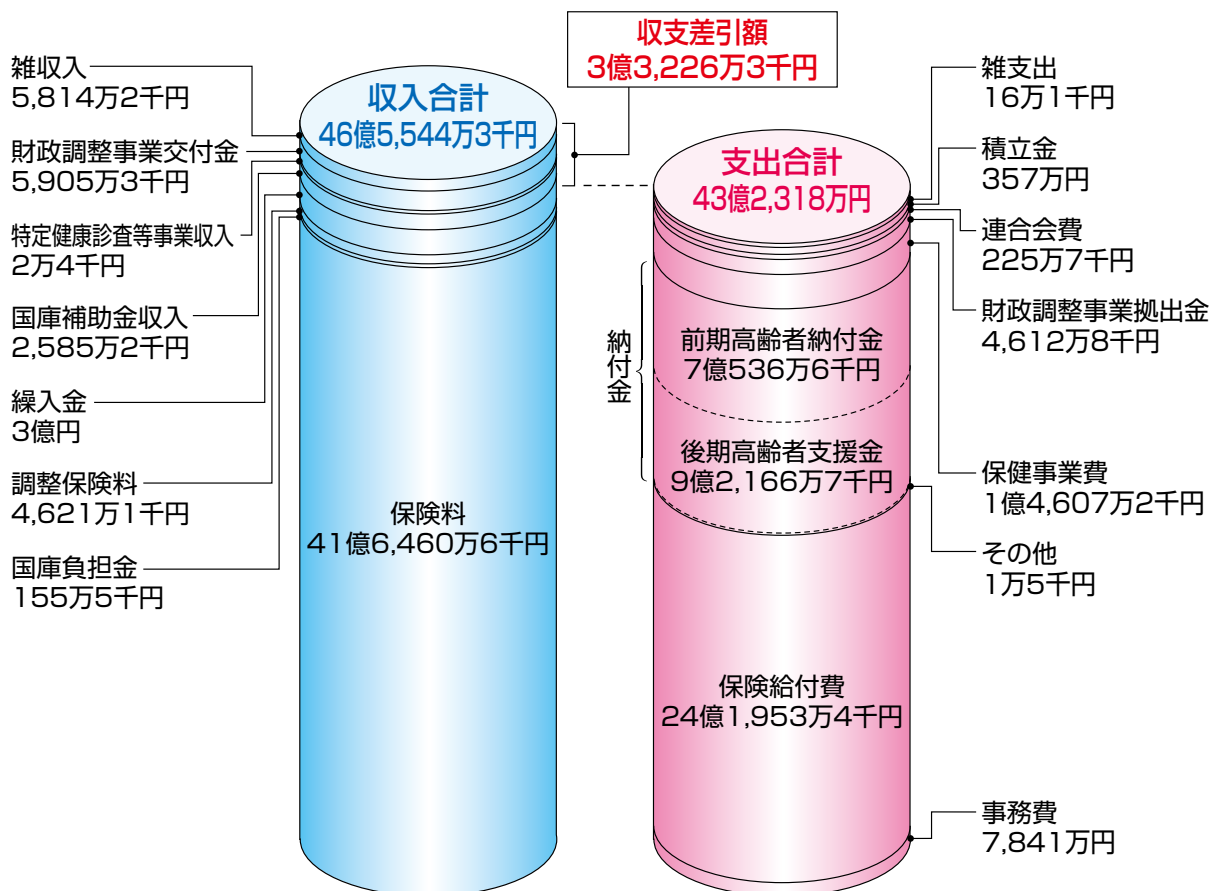 収支差引額
3億3,226万3千円
収入合計
46億5,544万3千円
雑収入
5,814万2千円
財政調整事業交付金
5,905万3千円
特定健康診査等事業収入
2万4千円
国庫補助金収入
2,585万2千円
繰入金
3億円
調整保険料
4,621万1千円
国庫負担金
155万5千円
保険料
41億6,460万6千円
支出合計
43億2,318万円
雑支出
16万1千円
積立金
357万円
連合会費
225万7千円
財政調整事業拠出金
4,612万8千円
保健事業費
1億4,607万2千円
納付金
前期高齢者納付金
7億536万6千円
後期高齢者支援金
9億2,166万7千円
その他
1万5千円
保険給付費
24億1,953万4千円
事務費
7,841万円